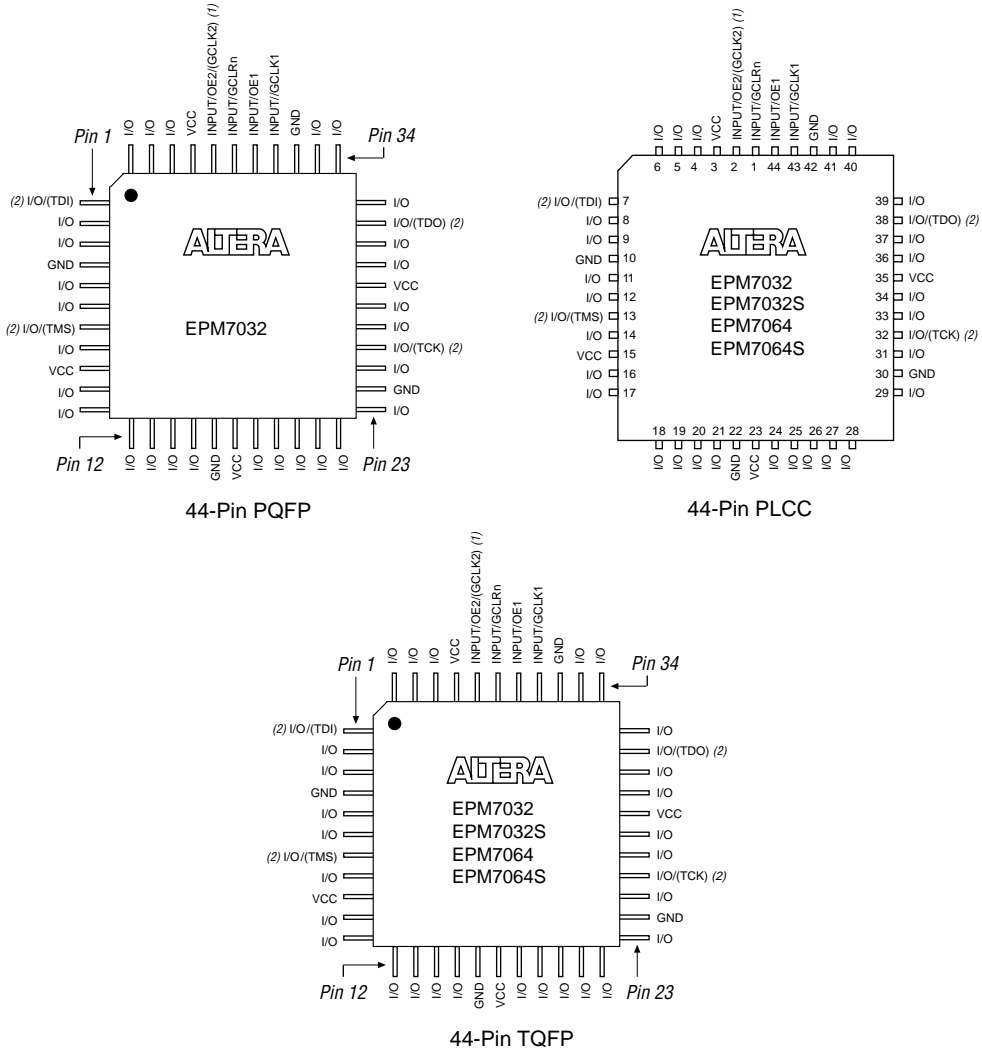 I/O
I/O
I/O
VCC
INPUT/OE2/(GCLK2) (1)
INPUT/GCLRn
INPUT/OE1
INPUT//GCLK1
GND
I/O
I/O
Pin 1
Pin 34
(2) I/O/(TDI)
I/O
I/O
GND
I/O
I/O
(2) I/O/(TMS)
I/O
VCC
I/O
I/O
ALTERA
EPM7032
I/O
I/O/(TDO) (2)
I/O
I/O
VCC
I/O
I/O
I/O/(TCK) (2)
I/O
GND
I/O
Pin 12
Pin 23
I/O
I/O
I/O
I/O
GND
VCC
I/O
I/O
I/O
I/O
I/O
44-Pin PQFP
I/O
I/O
I/O
VCC
INPUT/OE2/(GCLK2) (1)
INPUT/GCLRn
INPUT/OE1
INPUT/GCLK1
GND
I/O
I/O
6 5 4 3 2 1 44 43 42 41 40
(2) I/O/(TDI) 7
I/O 8
I/O 9
GND 10
I/O 11
I/O 12
(2) I/O/(TMS) 13
I/O 14
VCC 15
I/O 16
I/O 17
ALTERA
EPM7032
EPM7032S
EPM7064
EPM7064S
39 I/O
38 I/O/(TDO) (2)
37 I/O
36 I/O
35 VCC
34 I/O
33 I/O
32 I/O/(TCK) (2)
31 I/O
30 GND
29 I/O
18 19 20 21 22 23 24 25 26 27 28
I/O
I/O
I/O
I/O
GND
VCC
I/O
I/O
I/O
I/O
I/O
44-Pin PLCC
I/O
I/O
I/O
VCC
INPUT/OE2/(GCLK2) (1)
INPUT/GCLRn
INPUT/OE1
INPUT/GCLK1
GND
I/O
I/O
Pin 1
Pin 34
(2) I/O/(TDI)
I/O
I/O
GND
I/O
I/O
(2) I/O/(TMS)
I/O
VCC
I/O
I/O
ALTERA
EPM7032
EPM7032S
EPM7064
EPM7064S
I/O
I/O/(TDO) (2)
I/O
I/O
VCC
I/O
I/O
I/O/(TCK) (2)
I/O
GND
I/O
Pin 12
Pin 23
I/O
I/O
I/O
I/O
GND
VCC
I/O
I/O
I/O
I/O
I/O
44-Pin TQFP